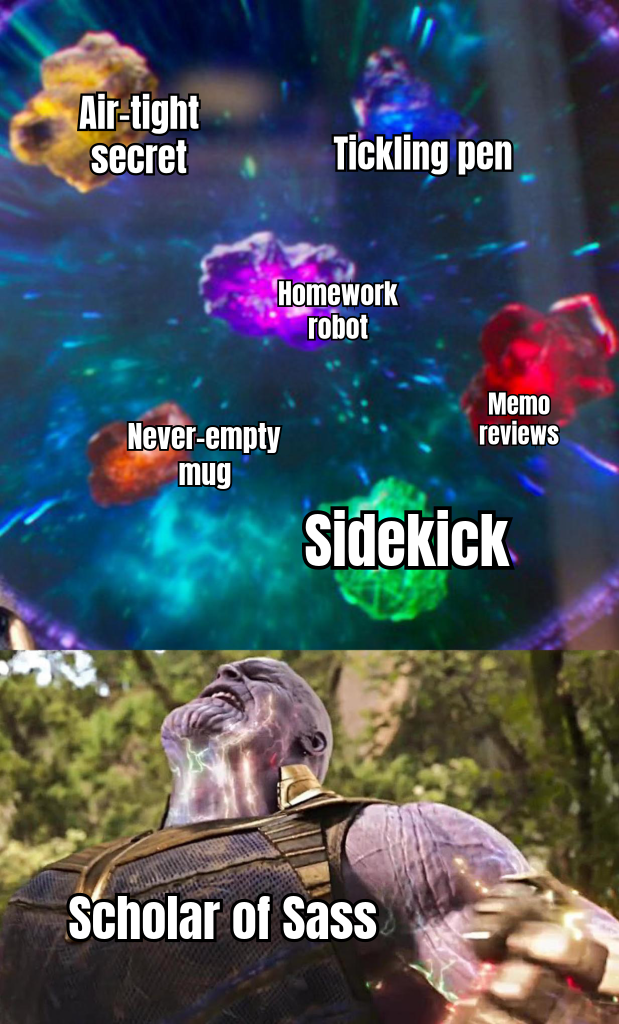 Air-tight
secret
Tickling pen
Homework
robot
Memo
reviews
Never-empty
mug
Sidekick
Scholar of Sass